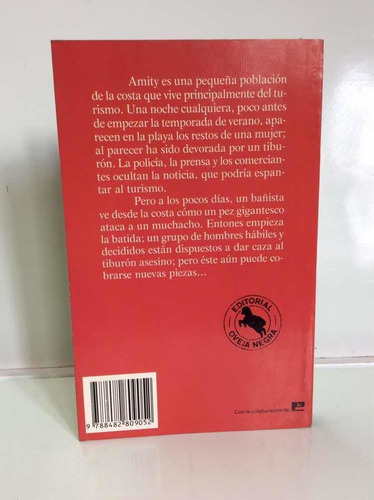 Amity es una pequeña población
de la costa que vive principalmente del tu-
rismo. Una noche cualquiera, poco antes
de empezar la temporada de verano, apa-
recen en la playa los restos de una mujer;
al parecer ha sido devorada por un tibu-
rón. La policía, la prensa y los comercian-
tes ocultan la noticia, que podría espan-
tar al turismo.
Pero a los pocos días, un bañista
ve desde la costa cómo un pez gigantesco
ataca a un muchacho. Entones empieza
la batida; un grupo de hombres hábiles y
decididos están dispuestos a dar caza al
tiburón asesino; pero éste aún puede co-
brarse nuevas piezas...
EDITORIAL
OVEJA NEGRA
Con la colaboración de
9 788482 809052